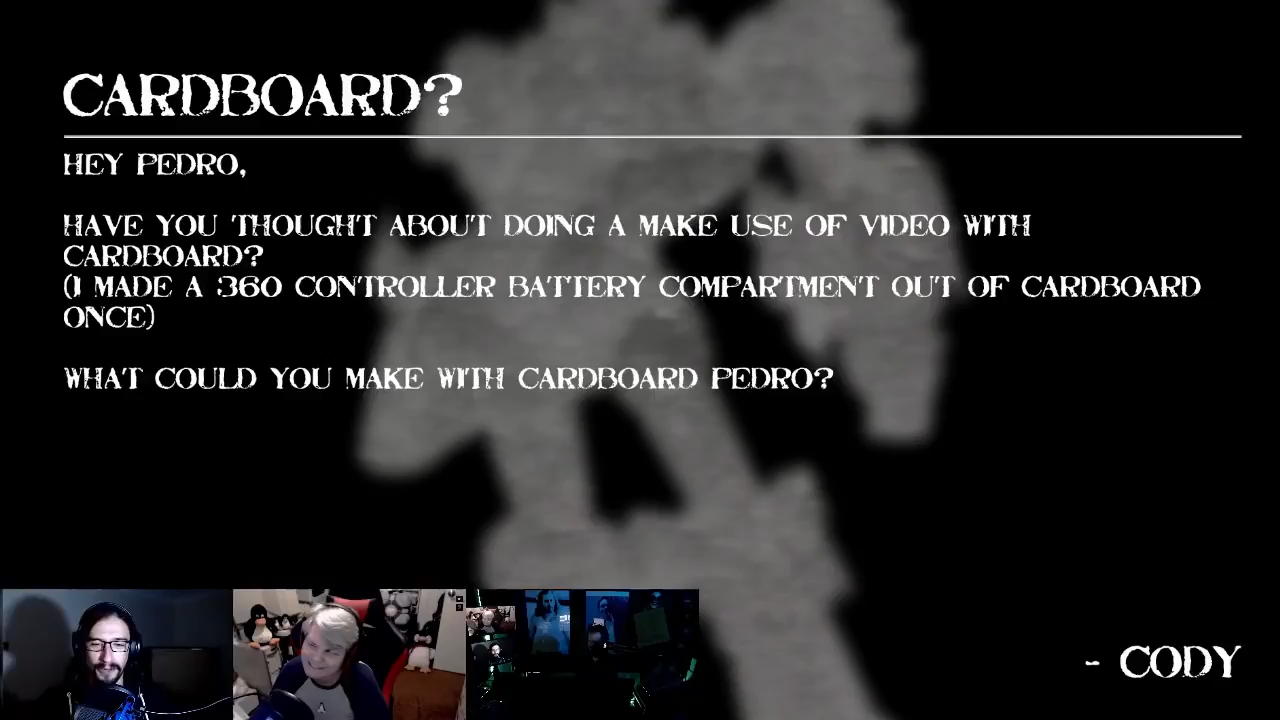 CARDBOARD?
HEY PEDRO,
HAVE YOU THOUGHT ABOUT DOING A MAKE USE OF VIDEO WITH
CARDBOARD?
(I MADE A 360 CONTROLLER BATTERY COMPARTMENT OUT OF CARDBOARD
ONCE)
WHAT COULD YOU MAKE WITH CARDBOARD PEDRO?
- CODY